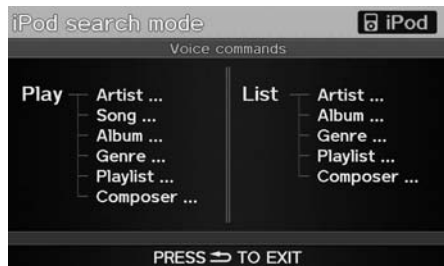 iPod search mode
iPod
Voice commands
Play
Artist ...
Song ...
Album ...
Genre ...
Playlist ...
Composer ...
List
Artist ...
Album ...
Genre ...
Playlist ...
Composer ...
PRESS TO EXIT